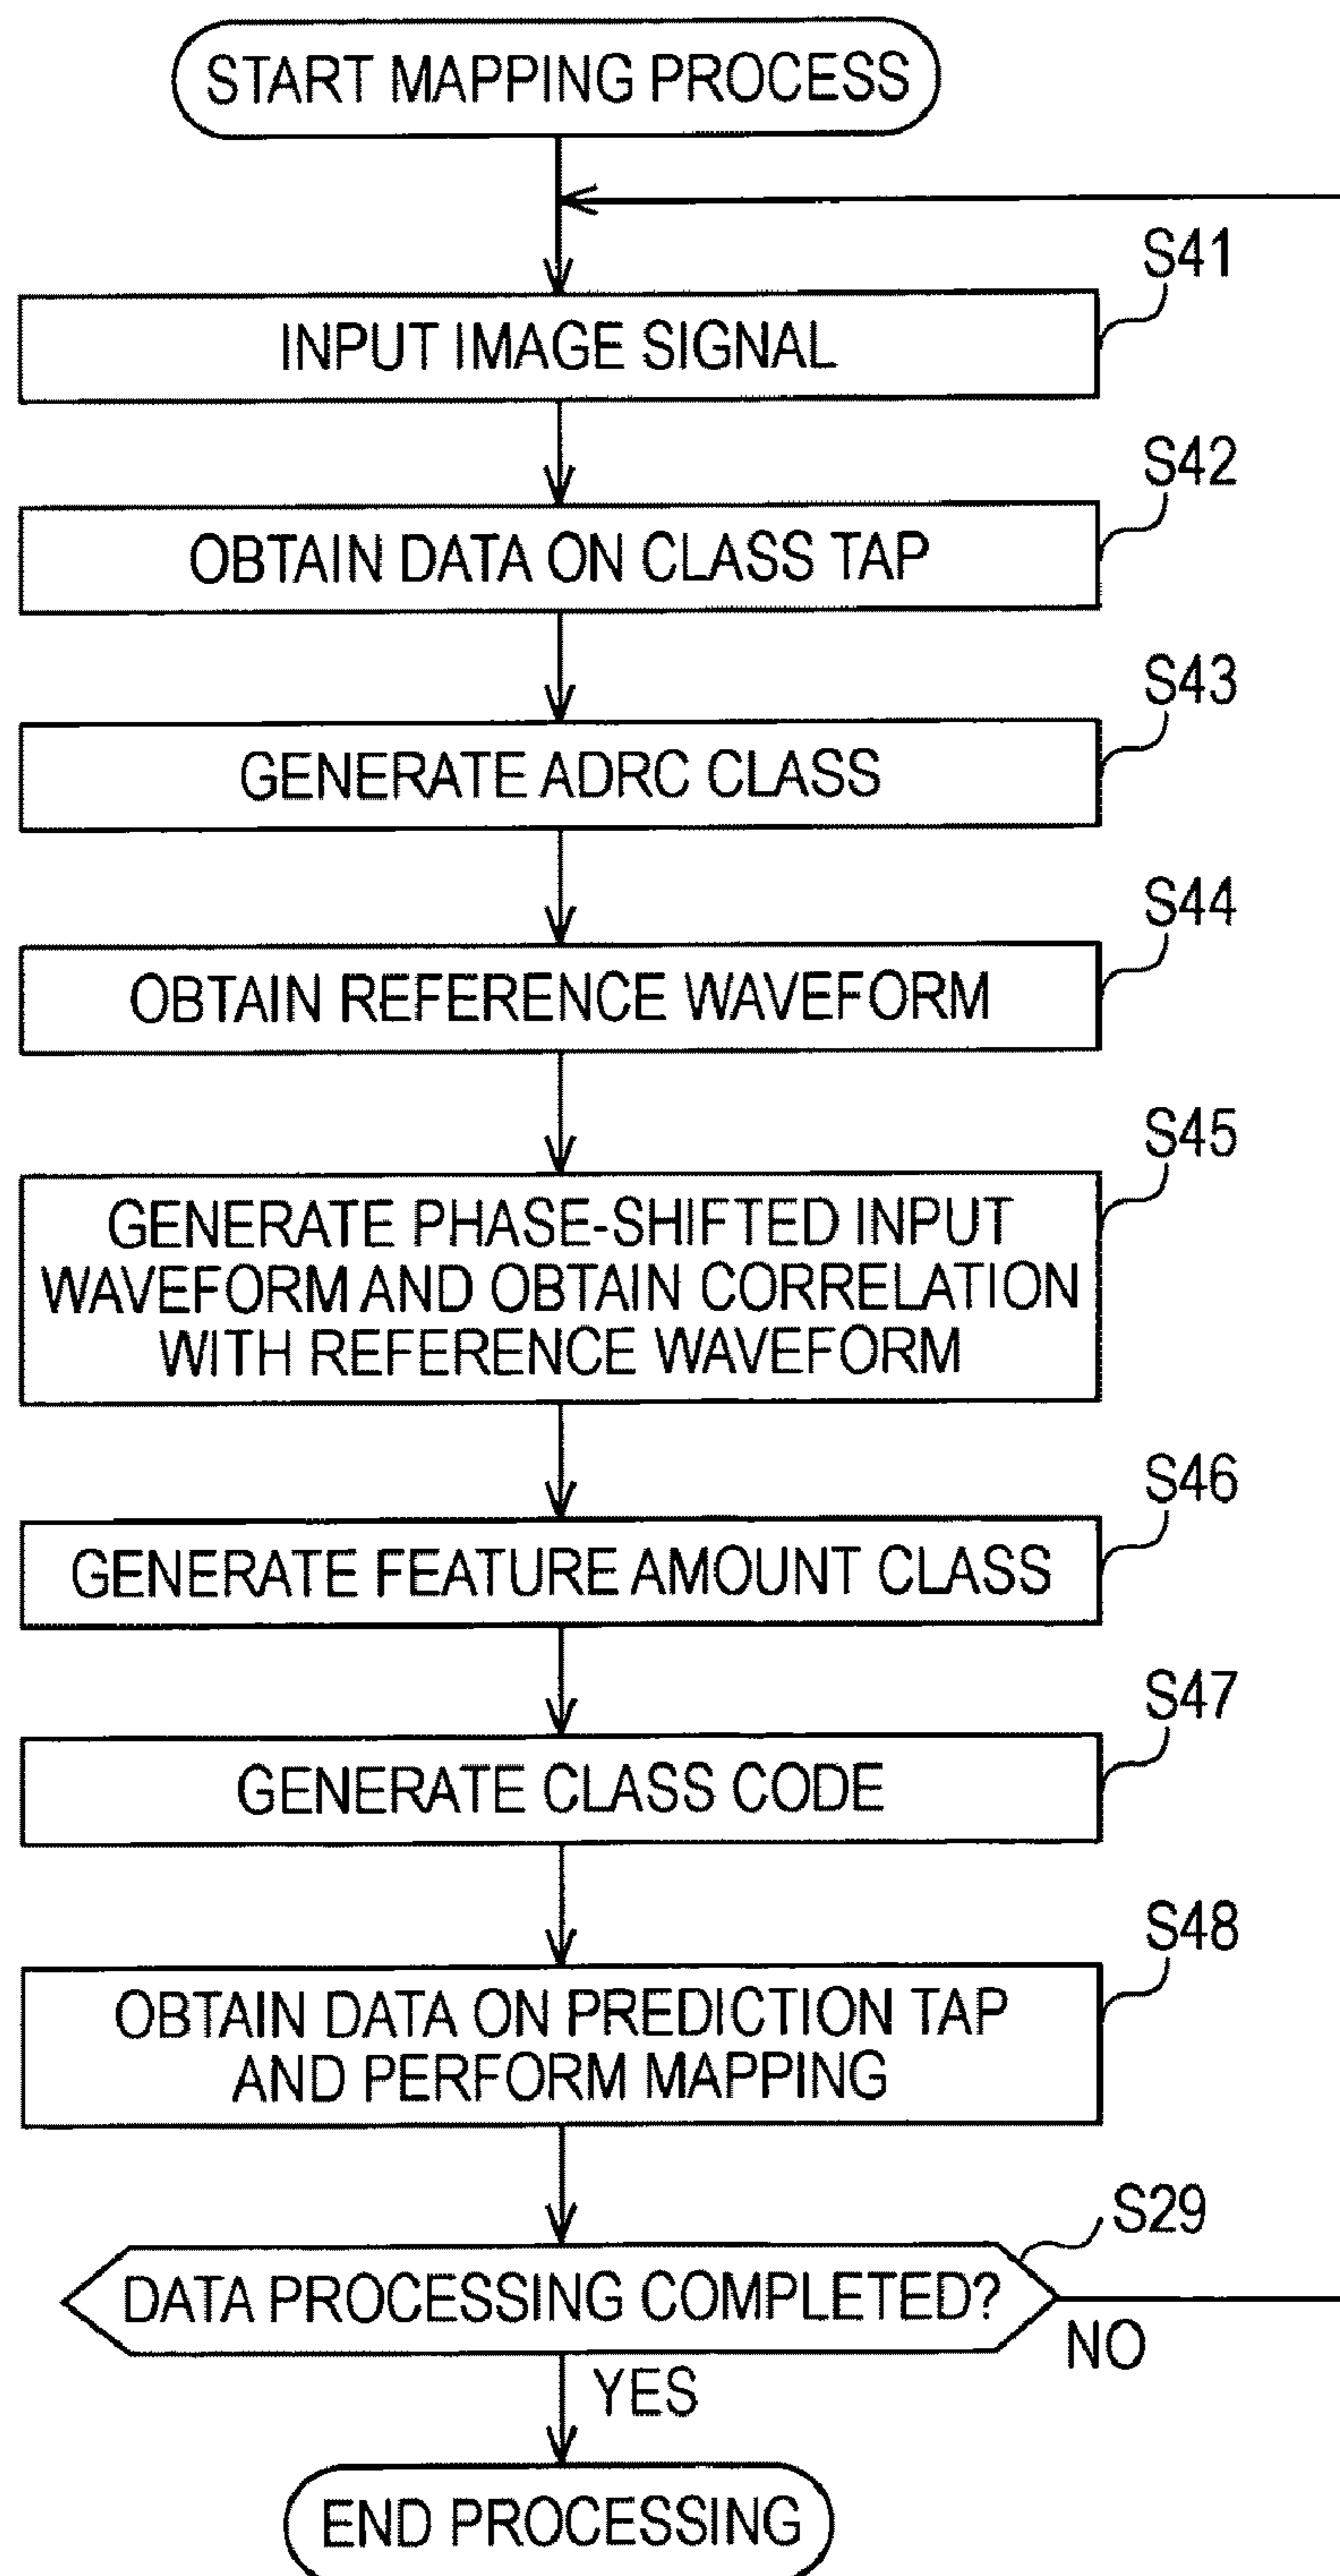 START MAPPING PROCESS
S41
INPUT IMAGE SIGNAL
S42
OBTAIN DATA ON CLASS TAP
S43
GENERATE ADRC CLASS
S44
OBTAIN REFERENCE WAVEFORM
S45
GENERATE PHASE-SHIFTED INPUT
WAVEFORM AND OBTAIN CORRELATION
WITH REFERENCE WAVEFORM
S46
GENERATE FEATURE AMOUNT CLASS
S47
GENERATE CLASS CODE
S48
OBTAIN DATA ON PREDICTION TAP
AND PERFORM MAPPING
S29
DATA PROCESSING COMPLETED?
NO
YES
END PROCESSING